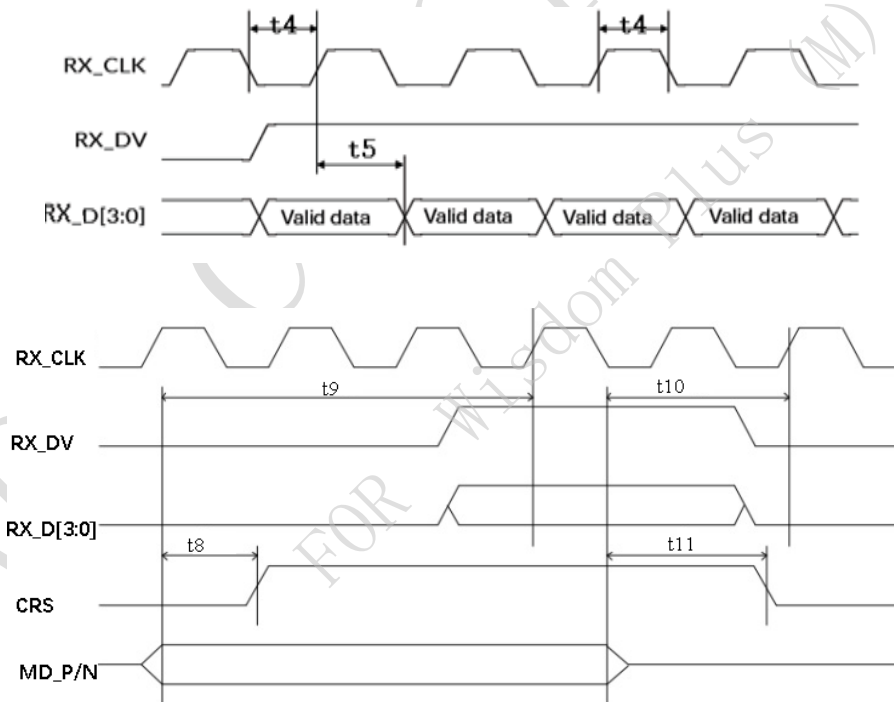 t4
t4
RX_CLK
RX_DV
t5
RX_D[3:0]
Valid data
Valid data
Valid data
Valid data
RX_CLK
t9
t10
RX_DV
RX_D[3:0]
t8
t11
CRS
MD_P/N
FOR Wisdom Plus (M)